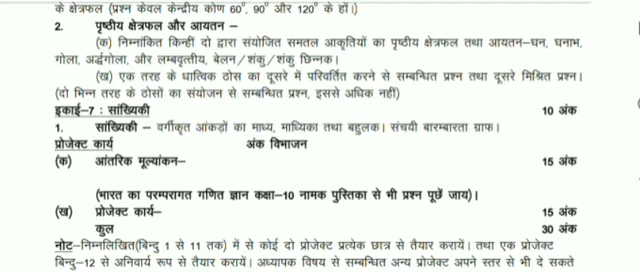 के क्षेत्रफल (प्रश्न केवल केन्द्रीय कोण 60°, 90° और 120° के हों।)
2. पृष्ठीय क्षेत्रफल और आयतन –
(क) निम्नांकित किन्हीं दो द्वारा संयोजित समतल आकृतियों का पृष्ठीय क्षेत्रफल तथा आयतन–घन, घनाभ,
गोला, अर्द्धगोला, और लम्बवृत्तीय, बेलन / शंकु / शंकु छिन्नक।
(ख) एक तरह के धात्विक ठोस का दूसरे में परिवर्तित करने से सम्बन्धित प्रश्न तथा दूसरे मिश्रित प्रश्न।
(दो भिन्न तरह के ठोसों का संयोजन से सम्बन्धित प्रश्न, इससे अधिक नहीं)
इकाई–7 : सांख्यिकी 10 अंक
1. सांख्यिकी – वर्गीकृत आंकड़ों का माध्य, माध्यिका तथा बहुलक। संचयी बारम्बारता ग्राफ।
प्रोजेक्ट कार्य अंक विभाजन
(क) आंतरिक मूल्यांकन– 15 अंक
(भारत का परम्परागत गणित ज्ञान कक्षा–10 नामक पुस्तिका से भी प्रश्न पूछें जाय)।
(ख) प्रोजेक्ट कार्य– 15 अंक
कुल 30 अंक
नोट–निम्नलिखित(बिन्दु 1 से 11 तक) में से कोई दो प्रोजेक्ट प्रत्येक छात्र से तैयार करायें। तथा एक प्रोजेक्ट
बिन्दु–12 से अनिवार्य रूप से तैयार करायें। अध्यापक विषय से सम्बन्धित अन्य प्रोजेक्ट अपने स्तर से भी दे सकते